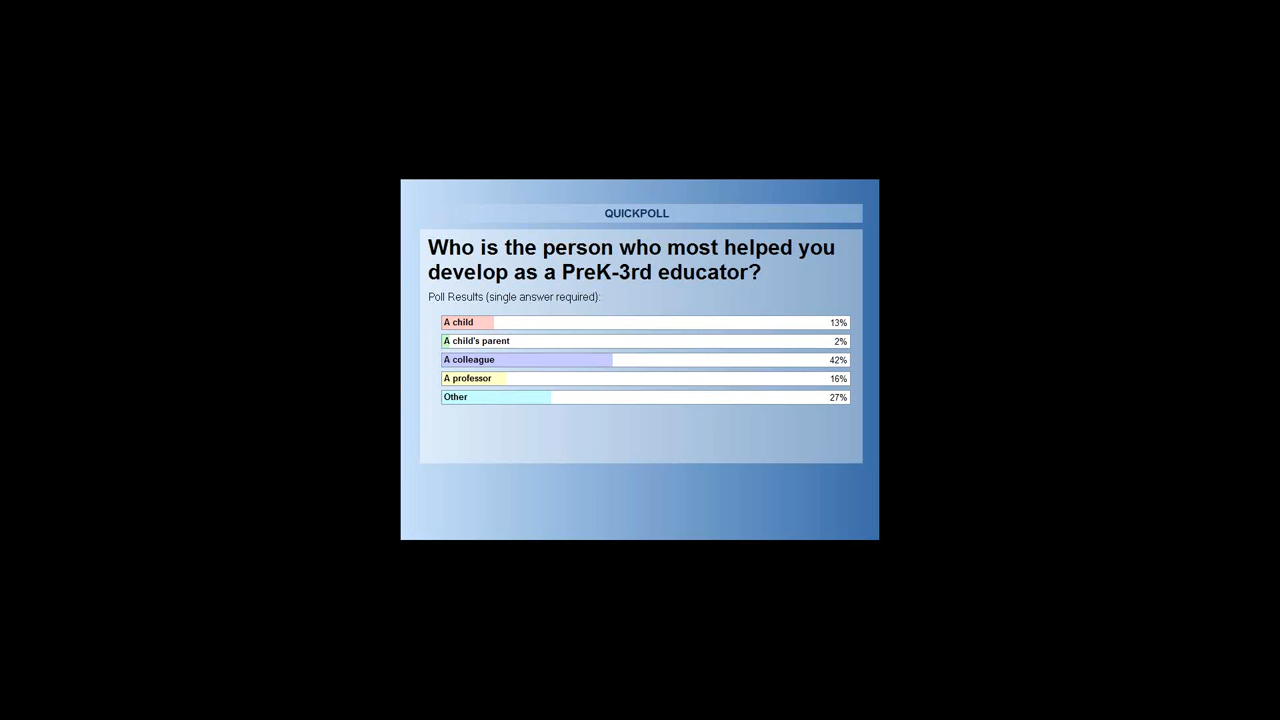 QUICKPOLL
Who is the person who most helped you
develop as a PreK-3rd educator?
Poll Results (single answer required):
A child 13%
A child's parent 2%
A colleague 42%
A professor 16%
Other 27%